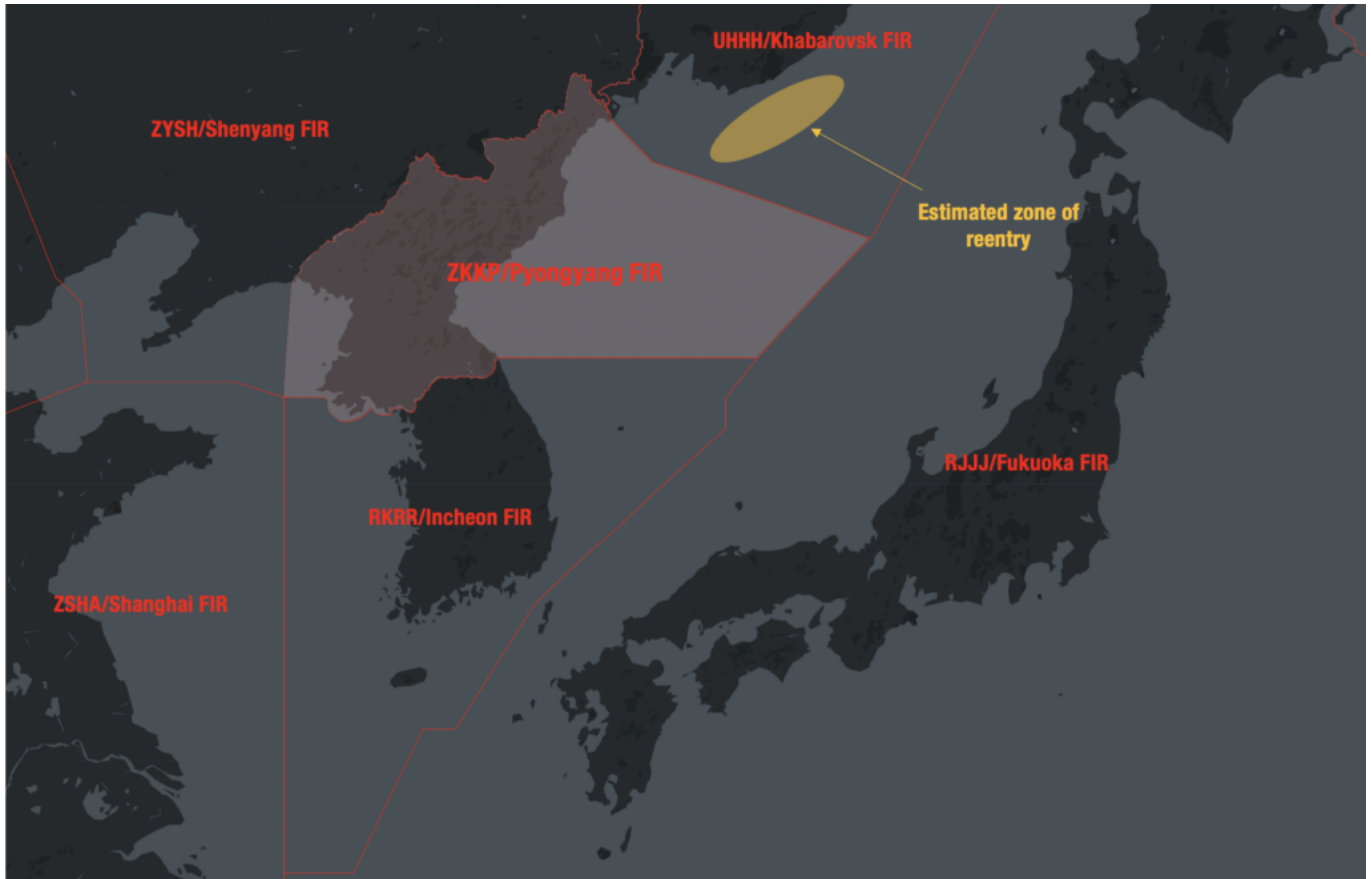 UHHH/Khabarovsk FIR
ZYSH/Shenyang FIR
Estimated zone of
reentry
ZKKP/Pyongyang FIR
RJJJ/Fukuoka FIR
RKRR/Incheon FIR
ZSHA/Shanghai FIR